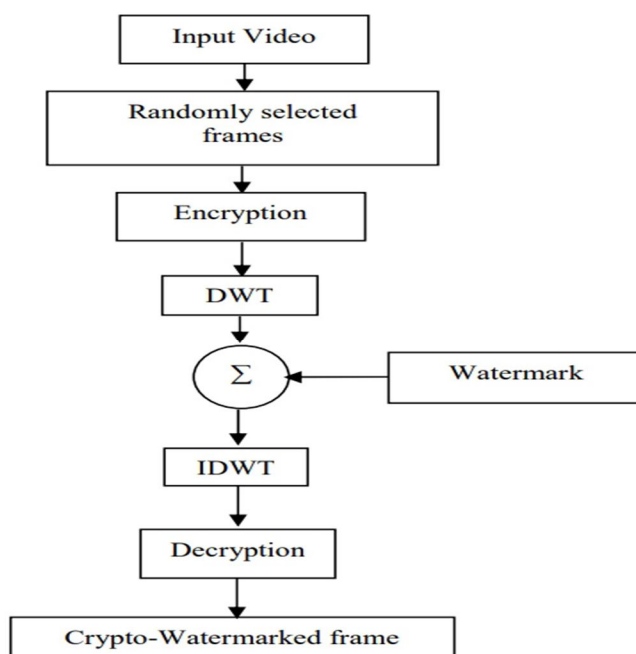 Input Video
Randomly selected
frames
Encryption
DWT
Σ
Watermark
IDWT
Decryption
Crypto-Watermarked frame